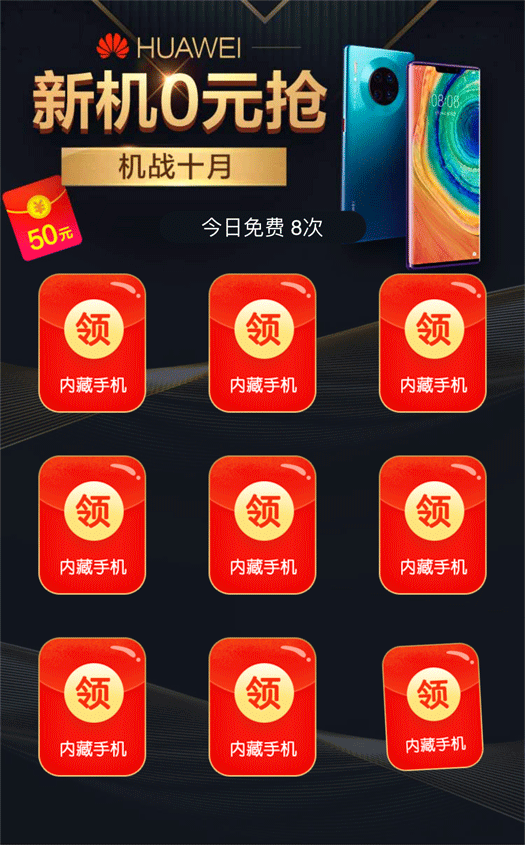 HUAWEI
新机0元抢
机战十月
50元
08:08
今日免费 8次
领 领 领
内藏手机 内藏手机 内藏手机
领 领 领
内藏手机 内藏手机 内藏手机
领 领 领
内藏手机 内藏手机 内藏手机